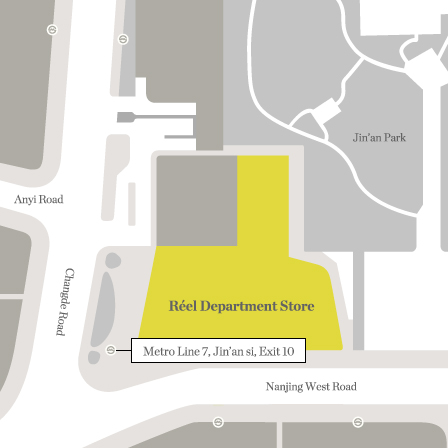 Jin'an Park
Anyi Road
Changde Road
Réel Department Store
Metro Line 7, Jin'an si, Exit 10
Nanjing West Road